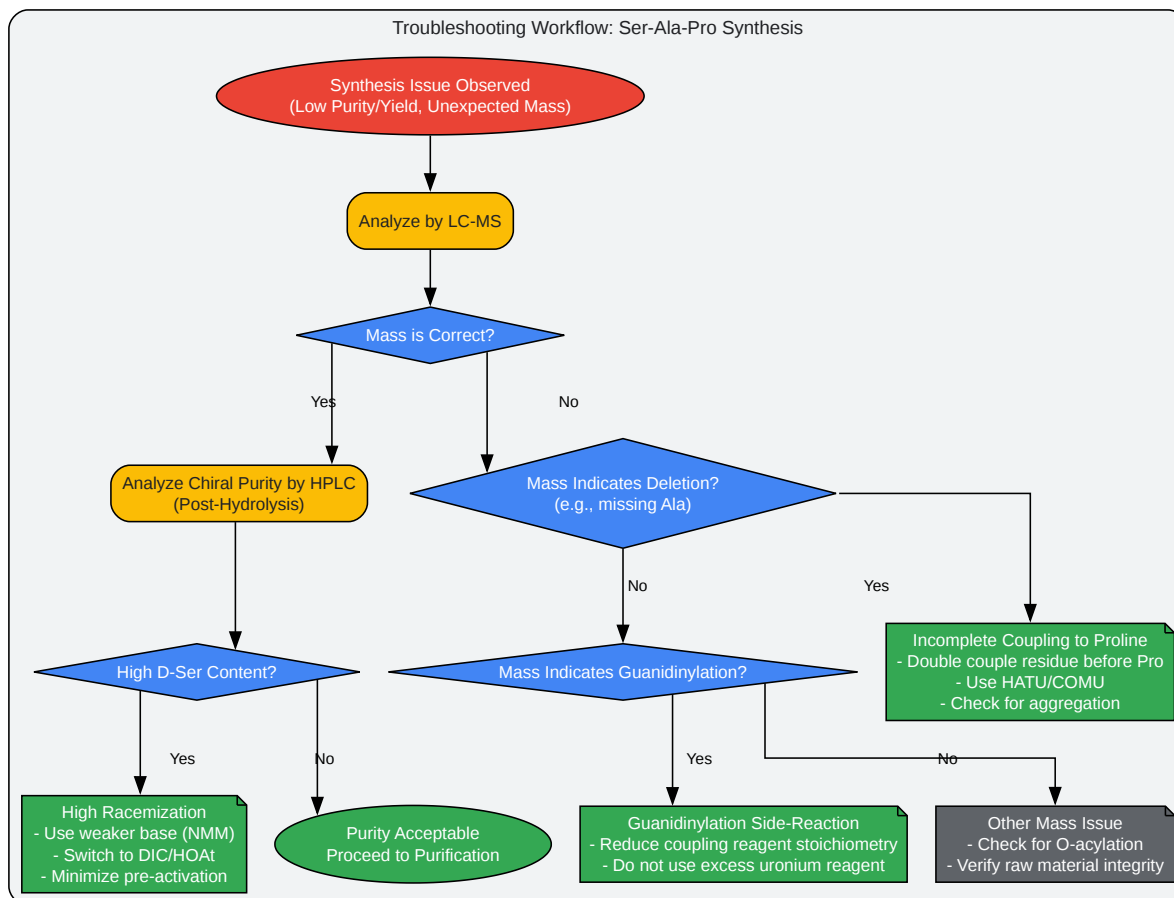 Troubleshooting Workflow: Ser-Ala-Pro Synthesis
Synthesis Issue Observed
(Low Purity/Yield, Unexpected Mass)
Analyze by LC-MS
Mass is Correct?
Yes
No
Analyze Chiral Purity by HPLC
(Post-Hydrolysis)
Mass Indicates Deletion?
(e.g., missing Ala)
No
Yes
High D-Ser Content?
Mass Indicates Guanidinylation?
Incomplete Coupling to Proline
- Double couple residue before Pro
- Use HATU/COMU
- Check for aggregation
Yes
No
Yes
No
High Racemization
- Use weaker base (NMM)
- Switch to DIC/HOAt
- Minimize pre-activation
Purity Acceptable
Proceed to Purification
Guanidinylation Side-Reaction
- Reduce coupling reagent stoichiometry
- Do not use excess uronium reagent
Other Mass Issue
- Check for O-acylation
- Verify raw material integrity